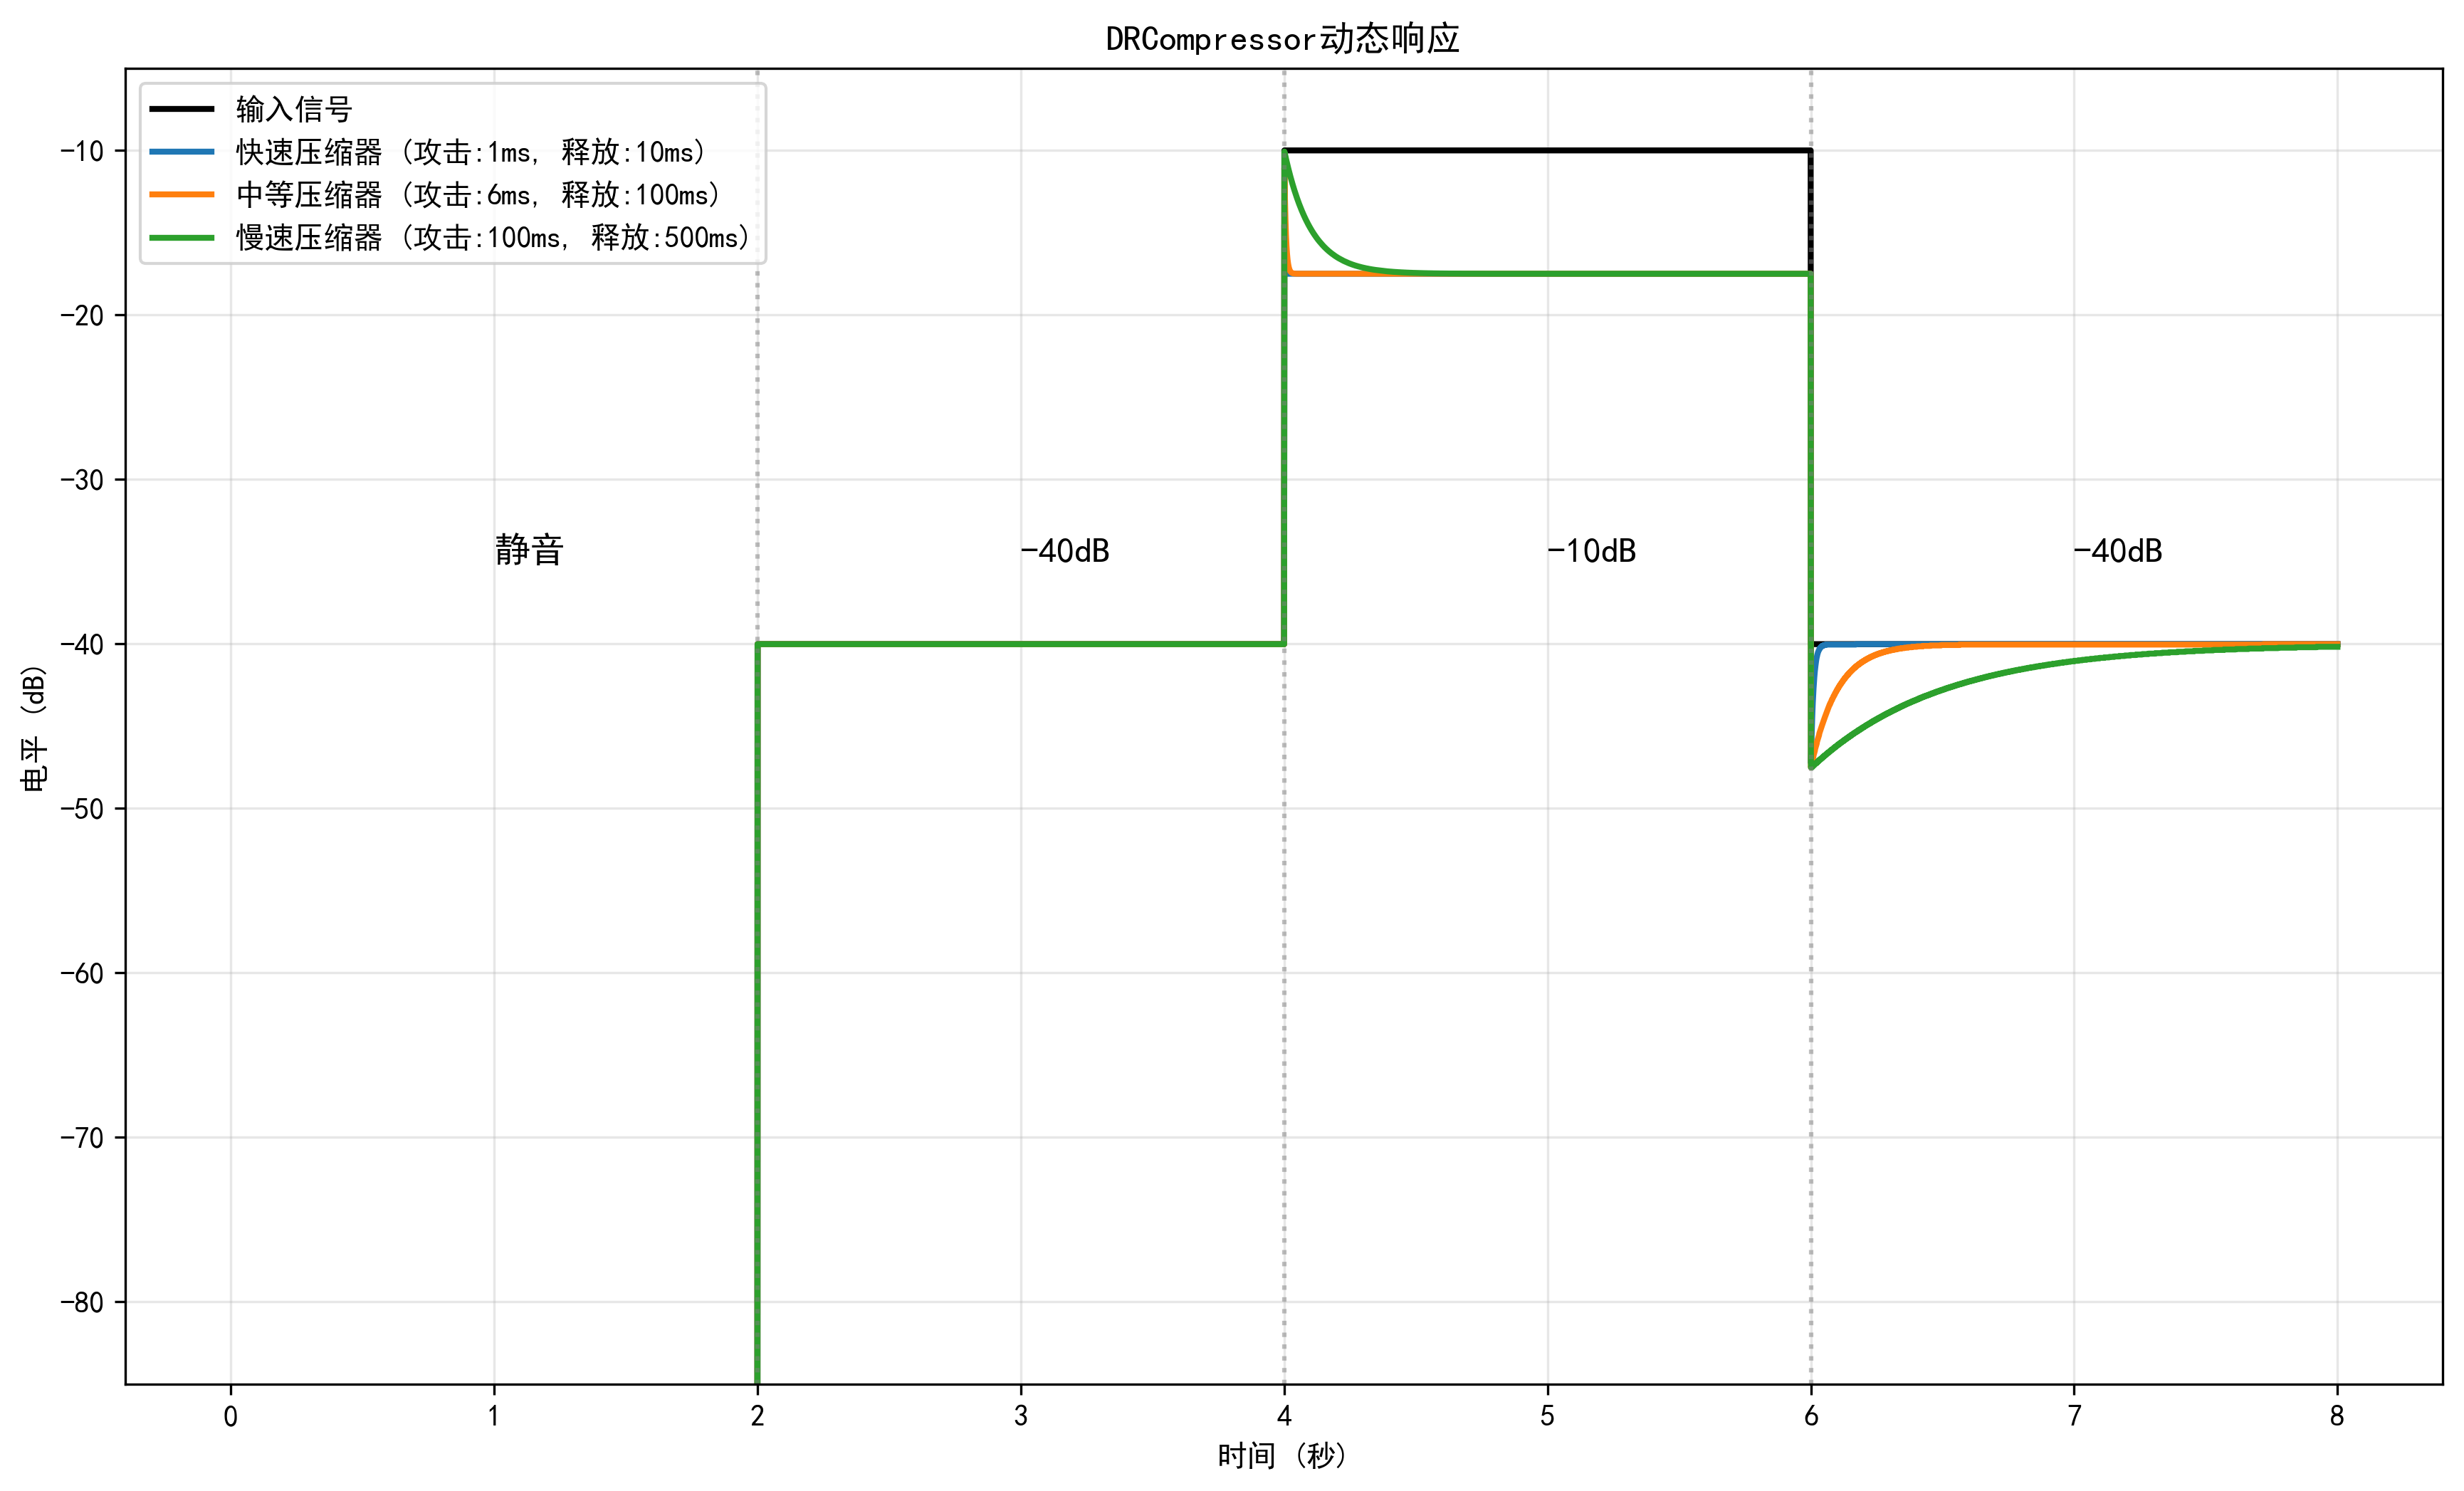 DRCompressor动态响应
输入信号
快速压缩器 (攻击:1ms, 释放:10ms)
中等压缩器 (攻击:6ms, 释放:100ms)
慢速压缩器 (攻击:100ms, 释放:500ms)
−10
−20
−30
−40
−50
−60
−70
−80
电平 (dB)
静音
−40dB
−10dB
−40dB
0 1 2 3 4 5 6 7 8
时间 (秒)